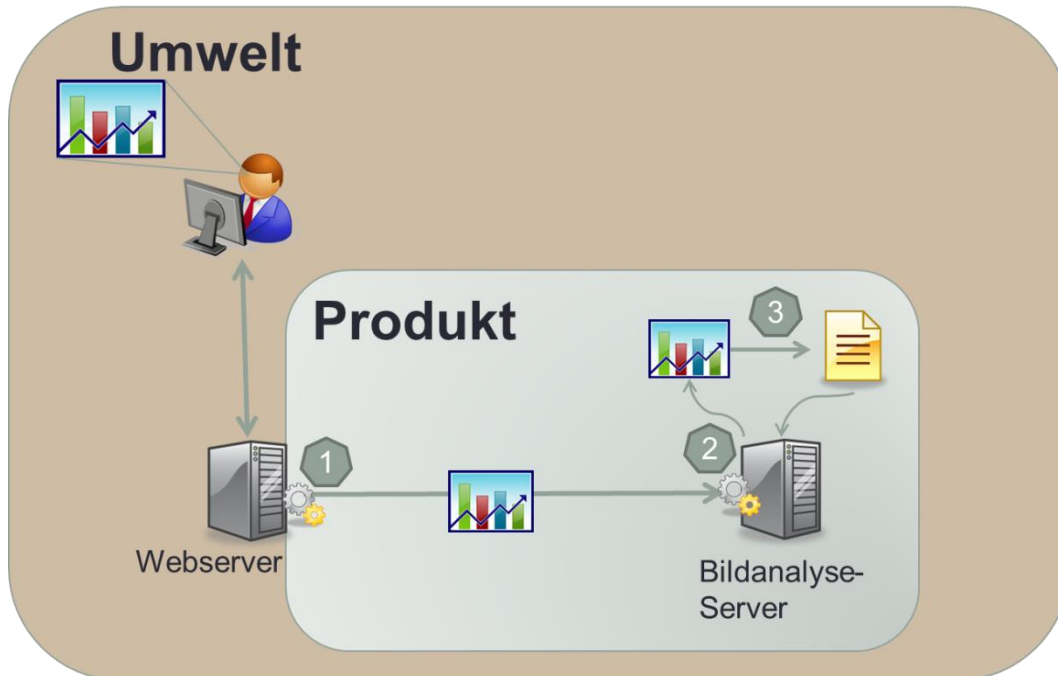 Umwelt
Produkt
3
1
2
Webserver
Bildanalyse-
Server